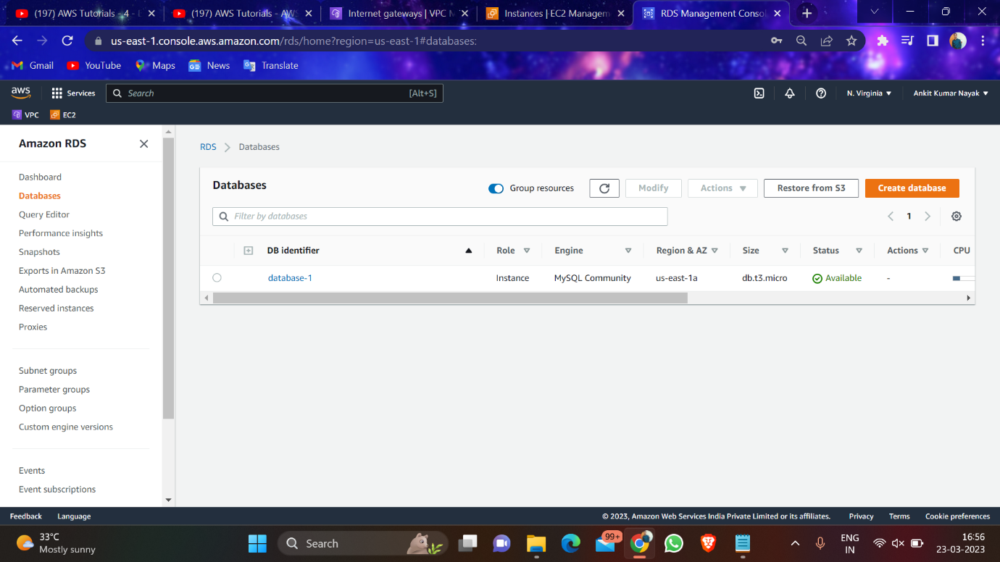 (197) AWS Tutorials - 4 - E
(197) AWS Tutorials - AW
Internet gateways | VPC M
Instances | EC2 Managem
RDS Management Conso
us-east-1.console.aws.amazon.com/rds/home?region=us-east-1#databases:
Gmail YouTube Maps News Translate
aws Services Search [Alt+S] N. Virginia Ankit Kumar Nayak
VPC EC2
Amazon RDS
Dashboard
Databases
Query Editor
Performance insights
Snapshots
Exports in Amazon S3
Automated backups
Reserved instances
Proxies
Subnet groups
Parameter groups
Option groups
Custom engine versions
Events
Event subscriptions
RDS Databases
Databases Group resources Modify Actions Restore from S3 Create database
Filter by databases 1
DB identifier Role Engine Region & AZ Size Status Actions CPU
database-1 Instance MySQL Community us-east-1a db.t3.micro Available -
Feedback Language © 2023, Amazon Web Services India Private Limited or its affiliates. Privacy Terms Cookie preferences
33°C
Mostly sunny
Search
99+
ENG
IN
16:56
23-03-2023